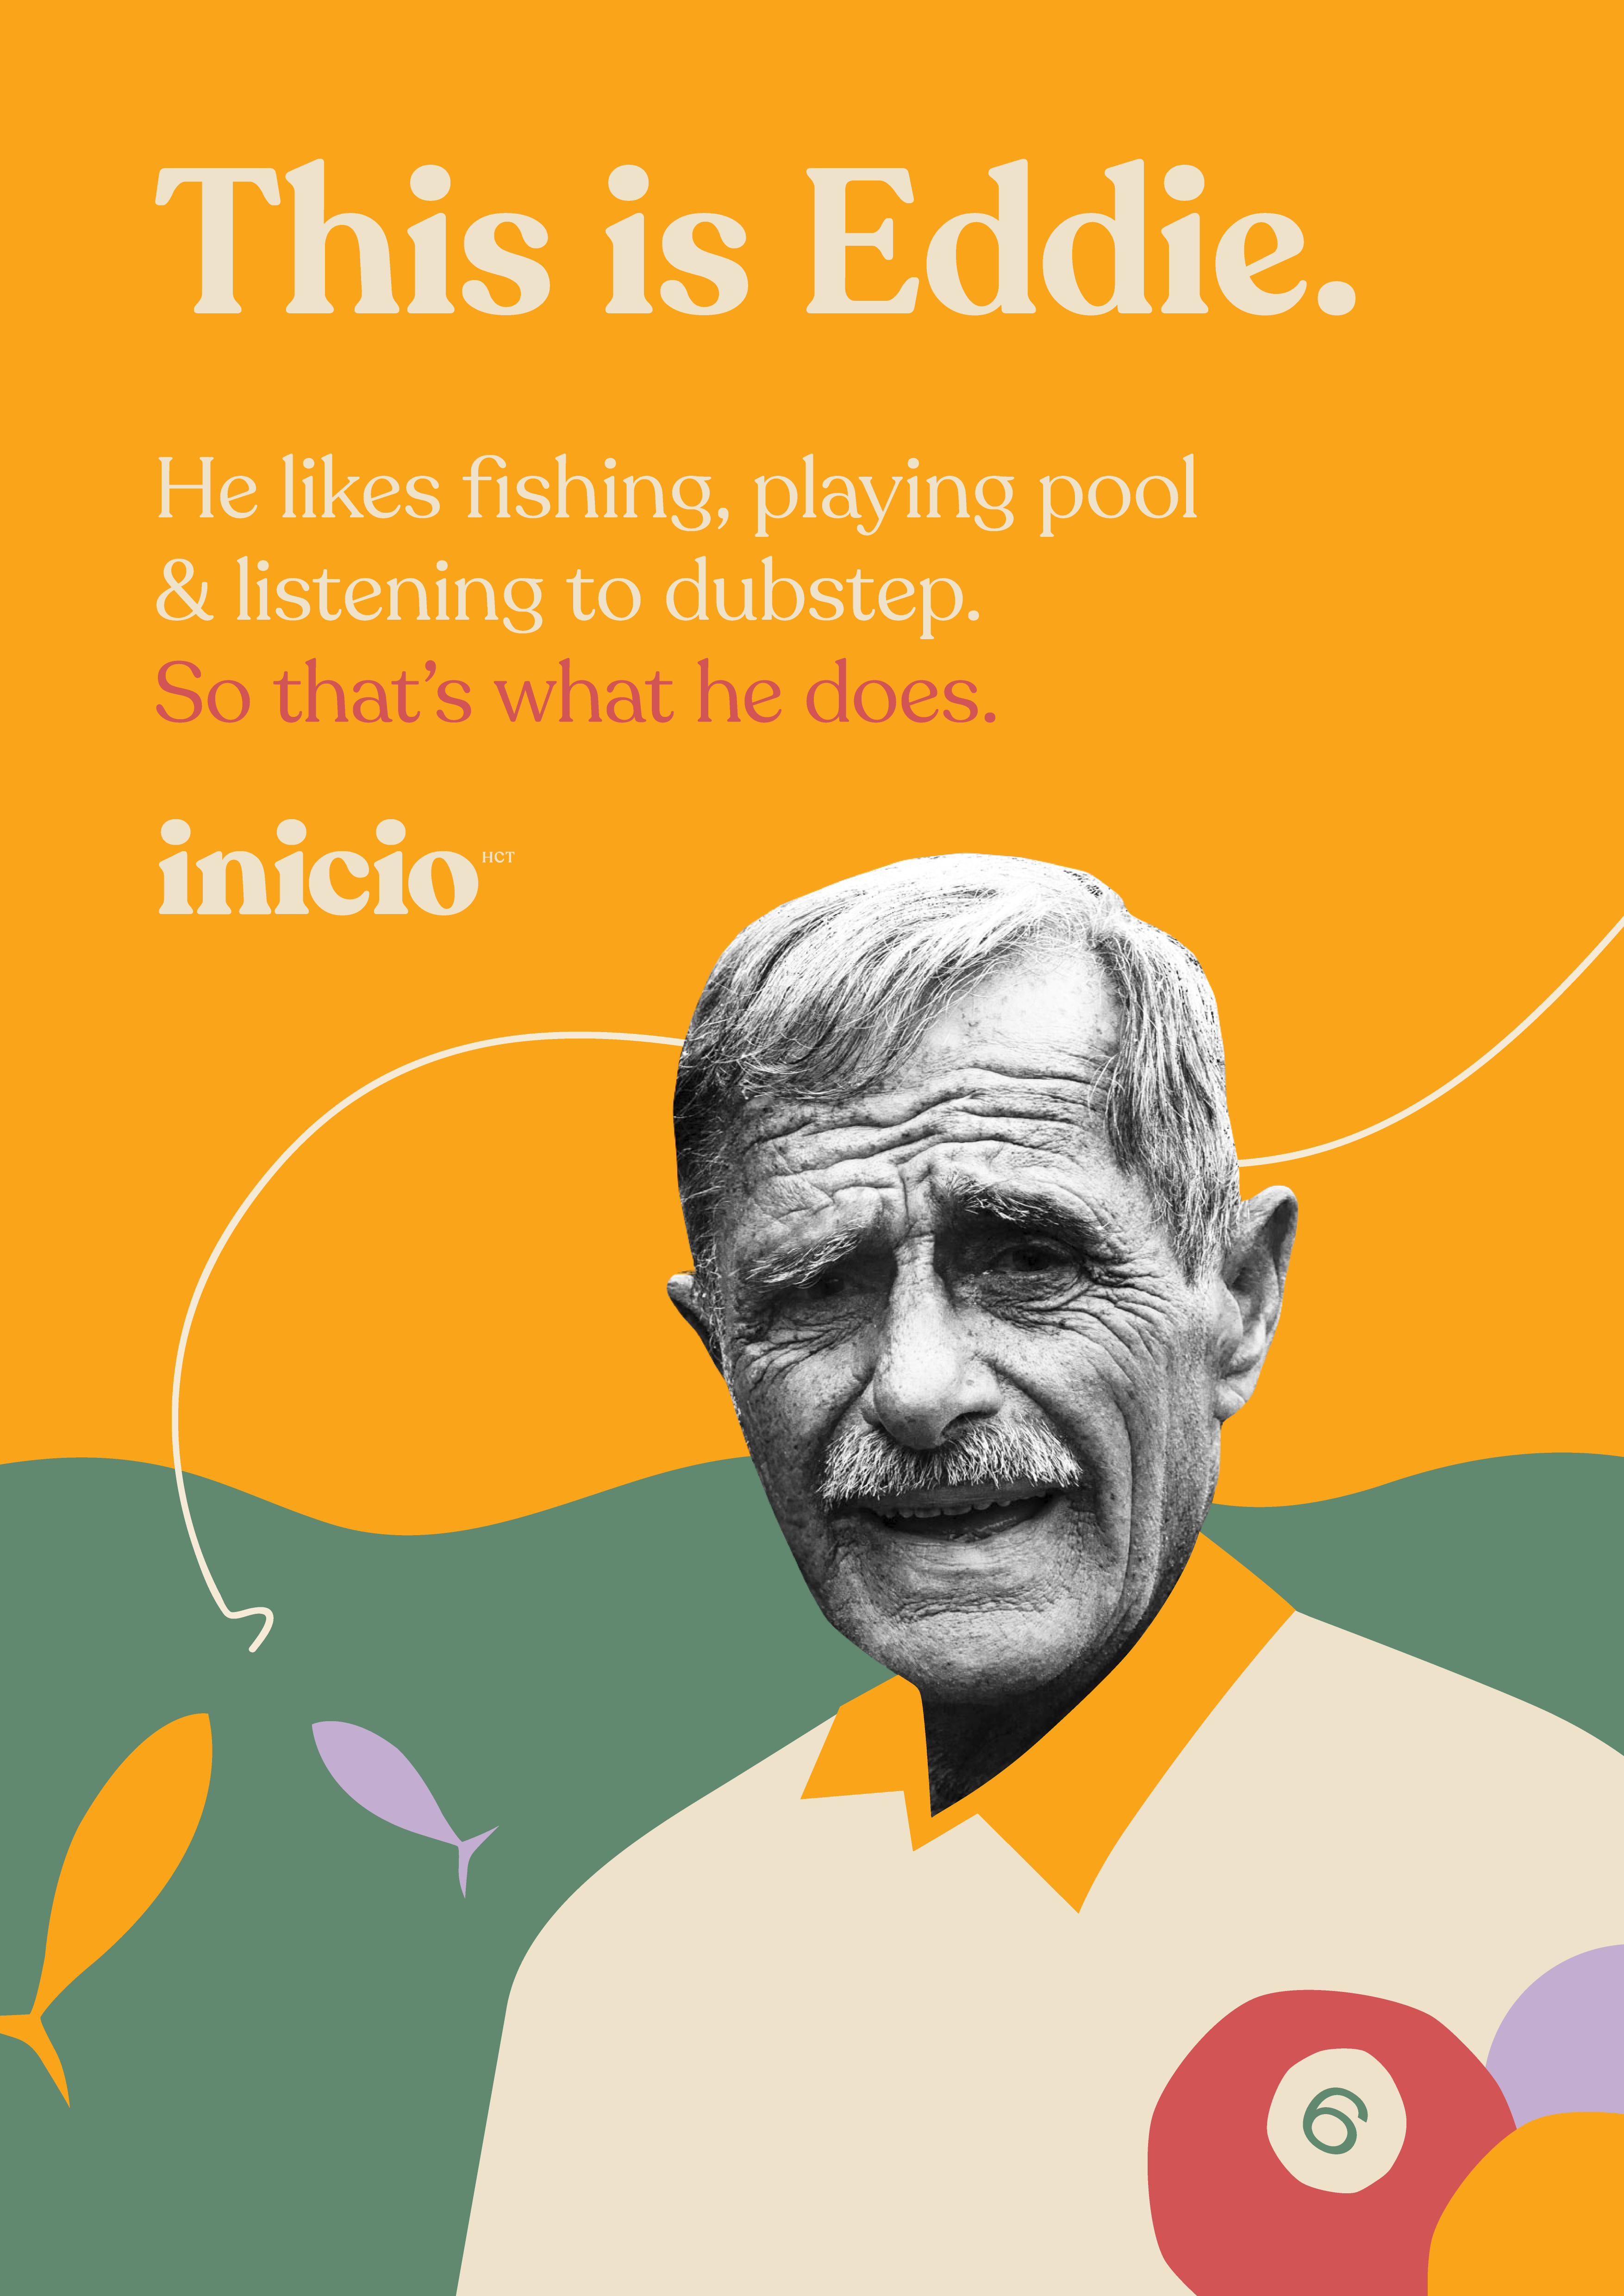 This is Eddie.
He likes fishing, playing pool
& listening to dubstep.
So that’s what he does.
inicio HCT
6